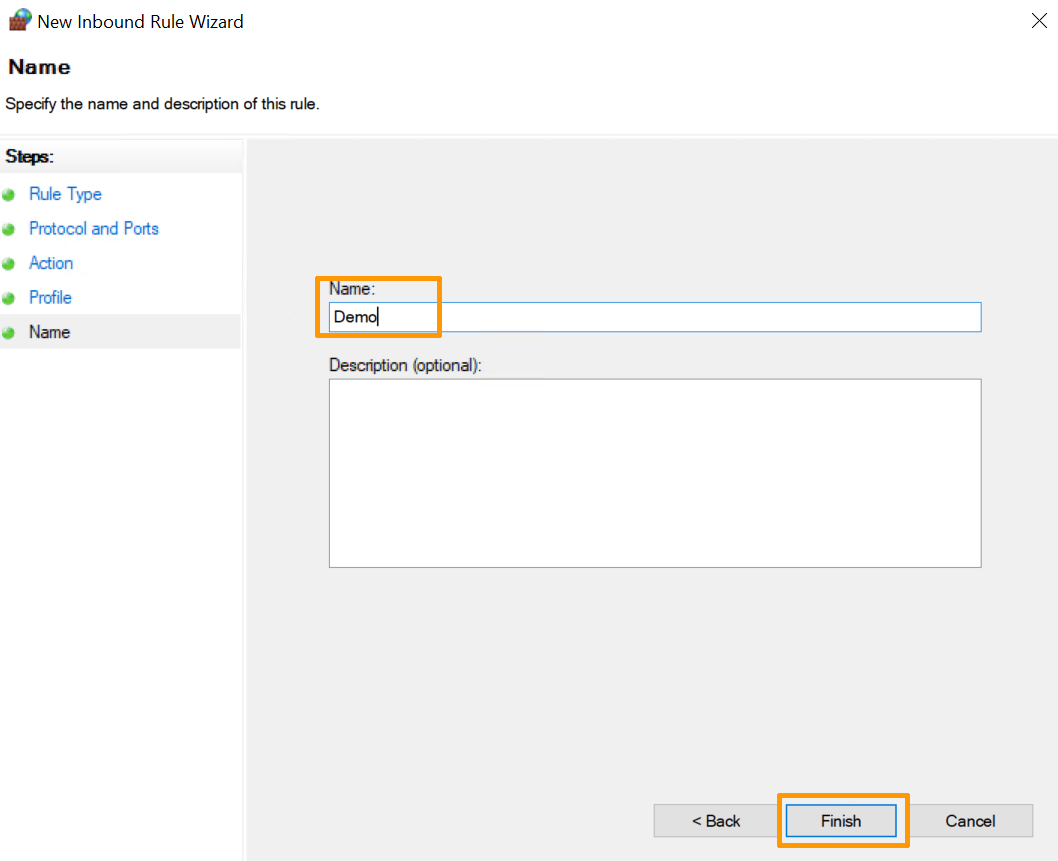 New Inbound Rule Wizard
Name
Specify the name and description of this rule.
Steps:
Rule Type
Protocol and Ports
Action
Profile
Name
Name:
Demo
Description (optional):
< Back
Finish
Cancel